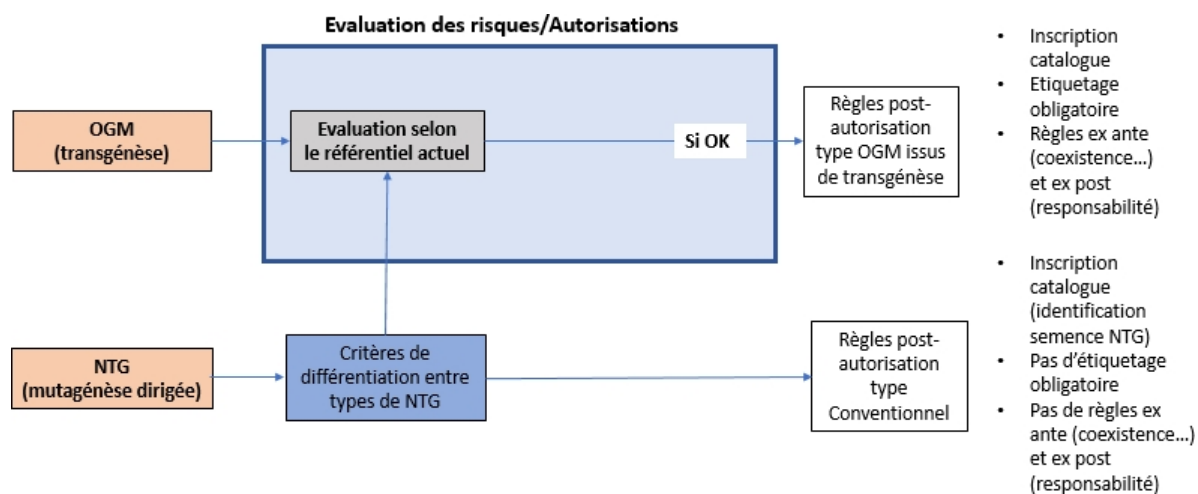 Evaluation des risques/Autorisations
OGM
(transgénèse)
Evaluation selon
le référentiel actuel
Si OK
Règles post-
autorisation
type OGM issus
de transgénèse
• Inscription
catalogue
• Etiquetage
obligatoire
• Règles ex ante
(coexistence...)
et ex post
(responsabilité)
NTG
(mutagénèse dirigée)
Critères de
différentiation entre
types de NTG
Règles post-
autorisation
type
Conventionnel
• Inscription
catalogue
(identification
semence NTG)
• Pas d’étiquetage
obligatoire
• Pas de règles ex
ante (coexistence...)
et ex post
(responsabilité)